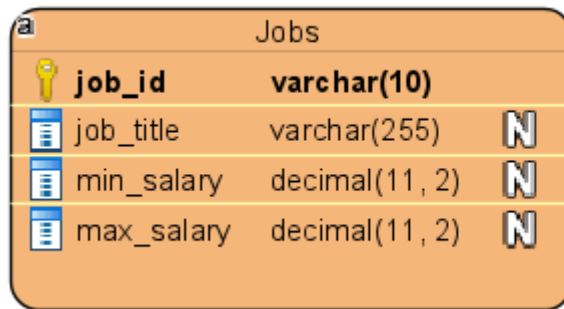 a
Jobs
job_id varchar(10)
job_title varchar(255) N
min_salary decimal(11, 2) N
max_salary decimal(11, 2) N